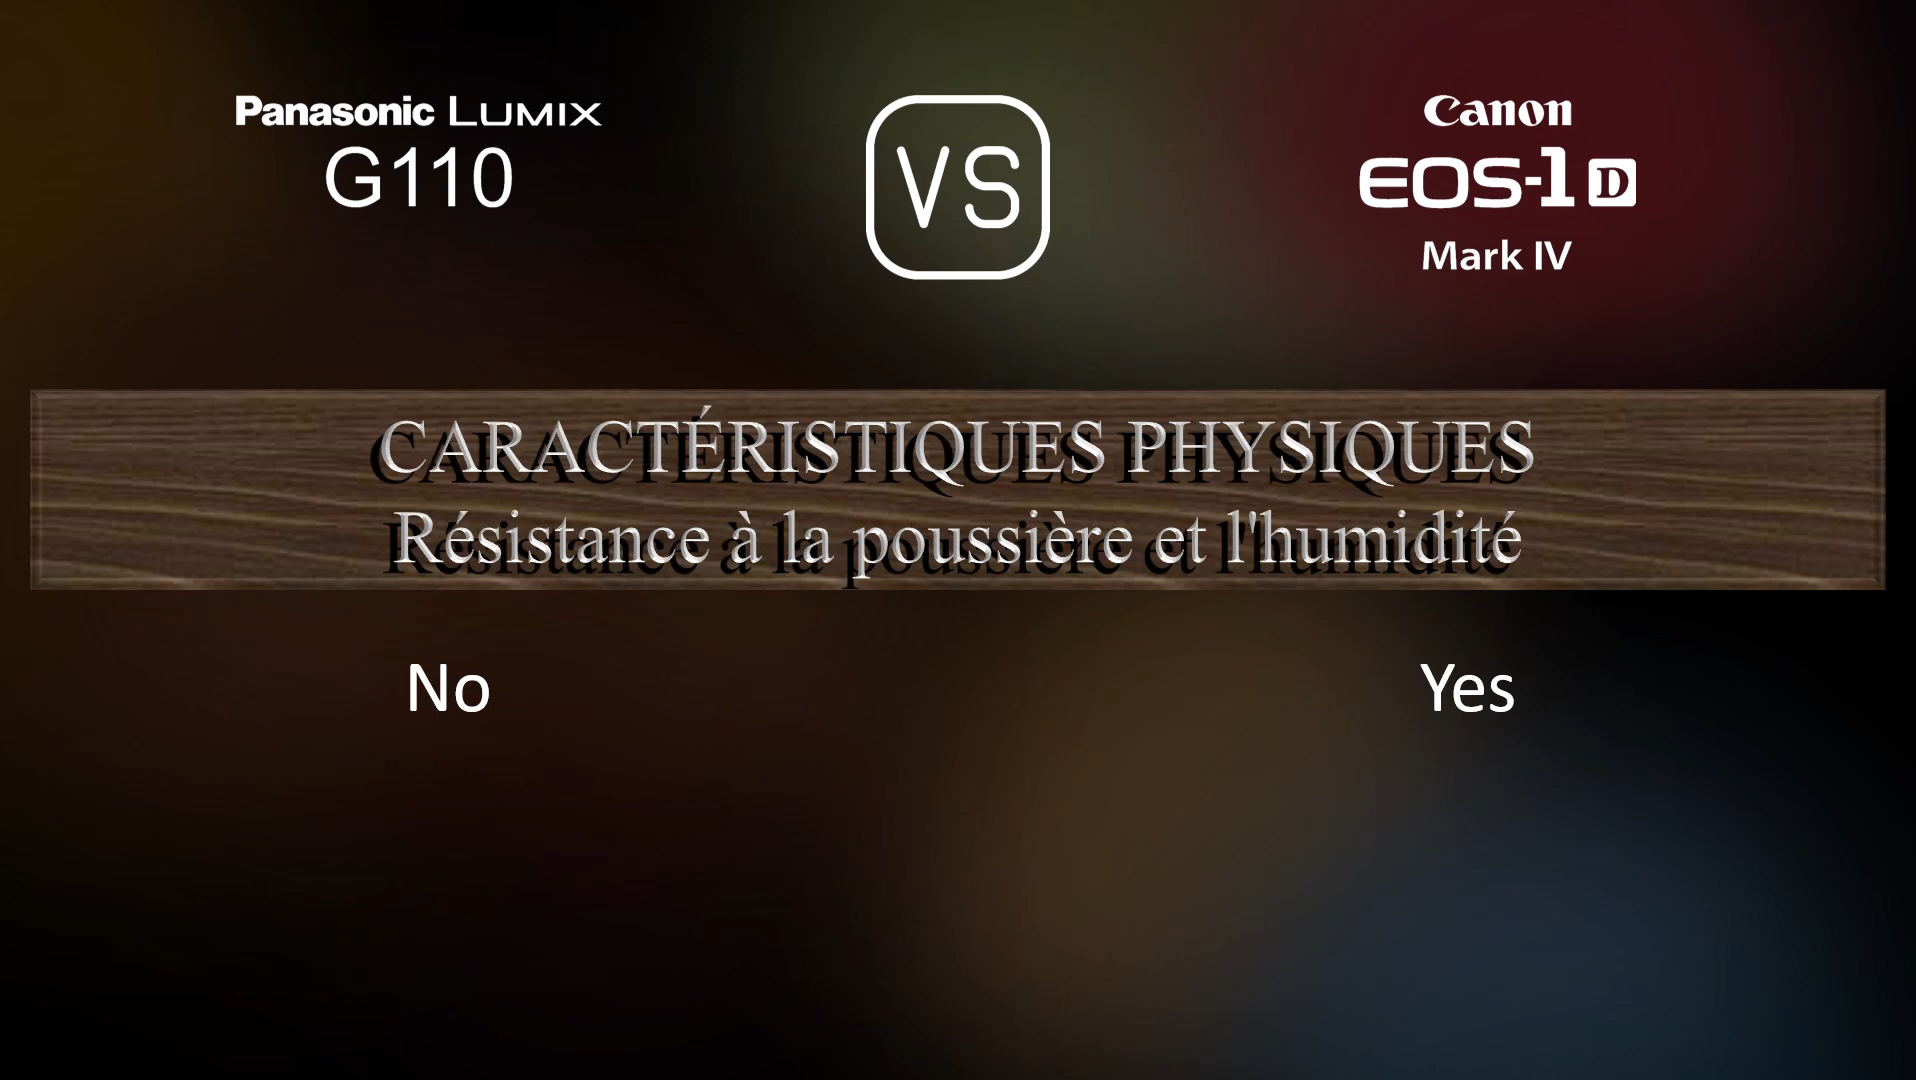 Panasonic LUMIX
G110
VS
Canon
EOS-1D
Mark IV
CARACTÉRISTIQUES PHYSIQUES
Résistance à la poussière et l'humidité
No
Yes